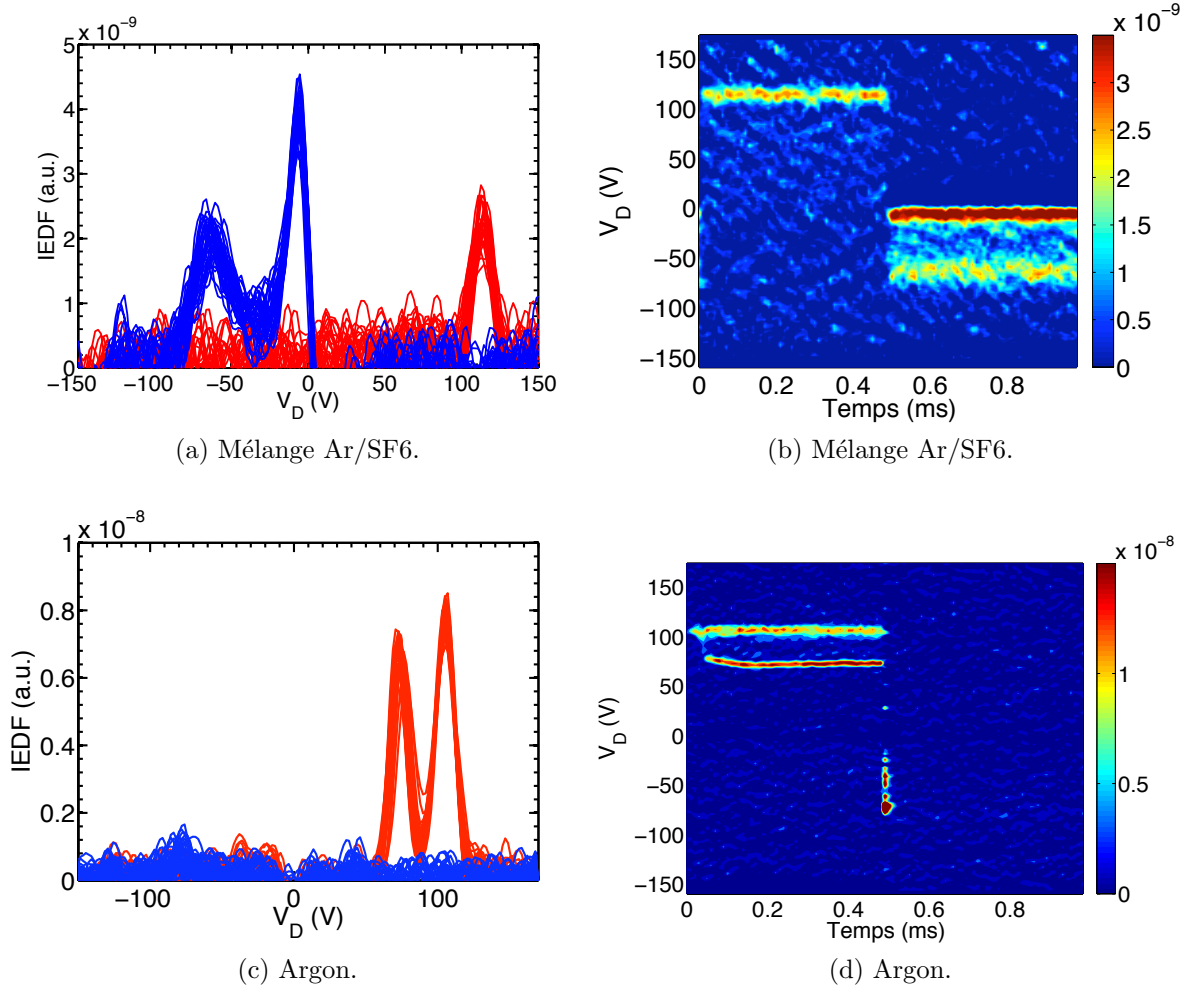 x 10⁻⁹
5
4
3
2
1
0
IEDF (a.u.)
−150 −100 −50 0 50 100 150
V_D (V)
(a) Mélange Ar/SF6.
x 10⁻⁹
150
100
50
0
−50
−100
−150
V_D (V)
0 0.2 0.4 0.6 0.8
Temps (ms)
3
2.5
2
1.5
1
0.5
0
(b) Mélange Ar/SF6.
x 10⁻⁸
1
0.8
0.6
0.4
0.2
0
IEDF (a.u.)
−100 0 100
V_D (V)
(c) Argon.
x 10⁻⁸
150
100
50
0
−50
−100
−150
V_D (V)
0 0.2 0.4 0.6 0.8
Temps (ms)
1
0.5
0
(d) Argon.